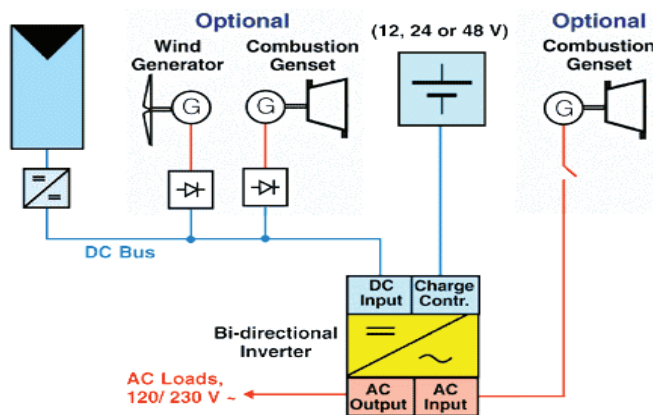 Optional
Wind
Generator
Combustion
Genset
G
G
(12, 24 or 48 V)
Optional
Combustion
Genset
G
DC Bus
DC
Input
Charge
Contr.
Bi-directional
Inverter
AC Loads,
120/ 230 V ~
AC
Output
AC
Input